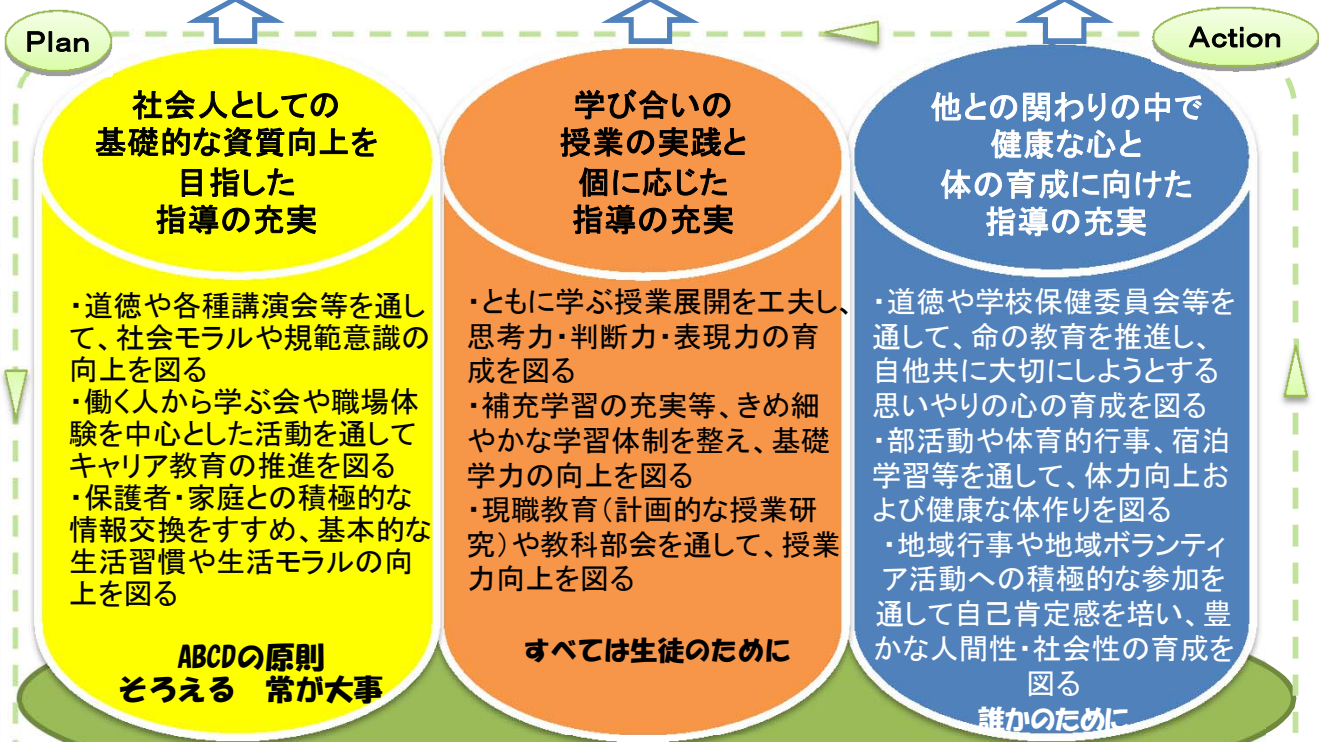 Plan
Action
社会人としての
基礎的な資質向上を
目指した
指導の充実
・道徳や各種講演会等を通し
て、社会モラルや規範意識の
向上を図る
・働く人から学ぶ会や職場体
験を中心とした活動を通して
キャリア教育の推進を図る
・保護者・家庭との積極的な
情報交換をすすめ、基本的な
生活習慣や生活モラルの向
上を図る
ABCDの原則
そろえる　常が大事
学び合いの
授業の実践と
個に応じた
指導の充実
・ともに学ぶ授業展開を工夫し、
思考力・判断力・表現力の育
成を図る
・補充学習の充実等、きめ細
やかな学習体制を整え、基礎
学力の向上を図る
・現職教育（計画的な授業研
究）や教科部会を通して、授業
力向上を図る
すべては生徒のために
他との関わりの中で
健康な心と
体の育成に向けた
指導の充実
・道徳や学校保健委員会等を
通して、命の教育を推進し、
自他共に大切にしようとする
思いやりの心の育成を図る
・部活動や体育的行事、宿泊
学習等を通して、体力向上お
よび健康な体作りを図る
・地域行事や地域ボランティ
ア活動への積極的な参加を
通して自己肯定感を培い、豊
かな人間性・社会性の育成を
図る
誰かのために